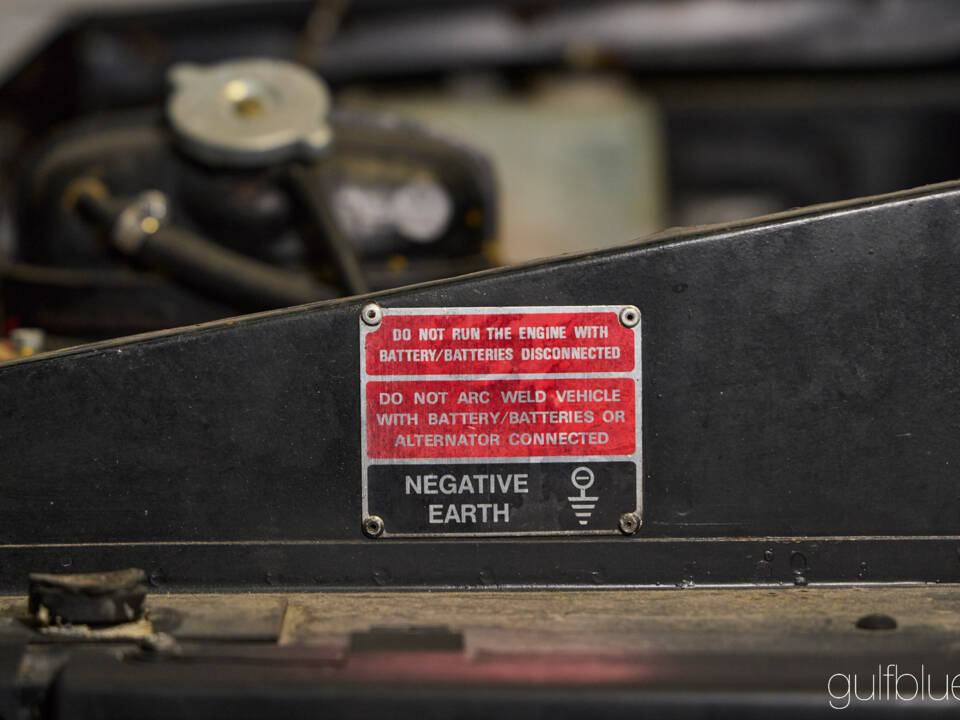 DO NOT RUN THE ENGINE WITH
BATTERY/BATTERIES DISCONNECTED
DO NOT ARC WELD VEHICLE
WITH BATTERY/BATTERIES OR
ALTERNATOR CONNECTED
NEGATIVE
EARTH
gulfblue